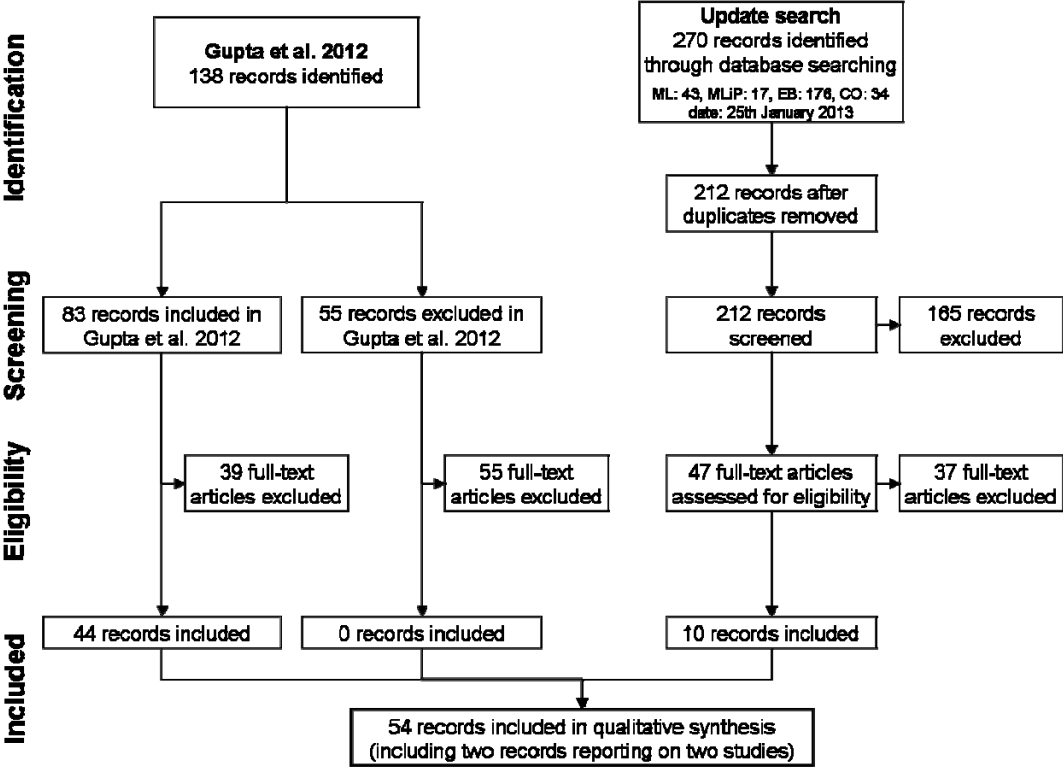 Identification
Gupta et al. 2012
138 records identified
Update search
270 records identified
through database searching
ML: 43, MLiP: 17, EB: 176, CO: 34
date: 25th January 2013
212 records after
duplicates removed
Screening
83 records included in
Gupta et al. 2012
55 records excluded in
Gupta et al. 2012
212 records
screened
165 records
excluded
Eligibility
39 full-text
articles excluded
55 full-text
articles excluded
47 full-text articles
assessed for eligibility
37 full-text
articles excluded
Included
44 records included
0 records included
10 records included
54 records included in qualitative synthesis
(including two records reporting on two studies)